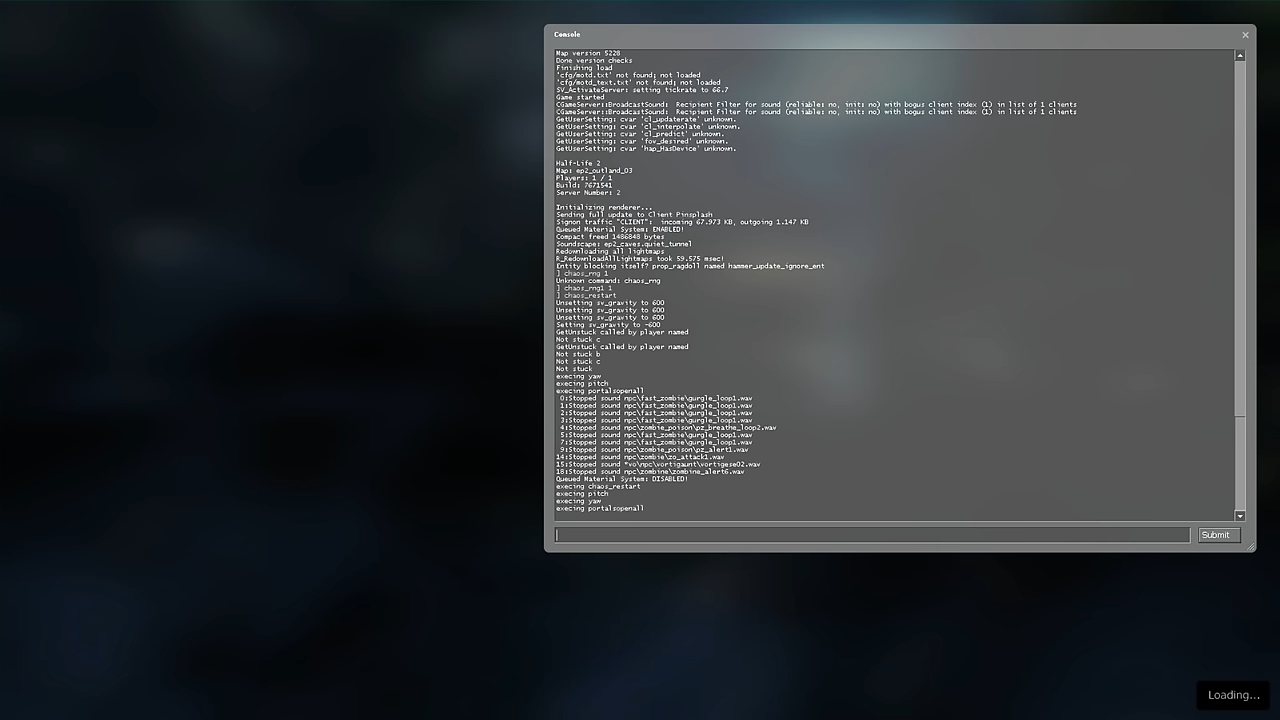 Console
Map version 5228
Done version checks
Finishing load
'cfg/motd.txt' not found; not loaded
'cfg/motd_text.txt' not found; not loaded
SV_ActivateServer: setting tickrate to 66.7
Game started
CGameServer::BroadcastSound:  Recipient Filter for sound (reliable: no, init: no) with bogus client index (1) in list of 1 clients
CGameServer::BroadcastSound:  Recipient Filter for sound (reliable: no, init: no) with bogus client index (1) in list of 1 clients
GetUserSetting: cvar 'cl_updaterate' unknown.
GetUserSetting: cvar 'cl_interpolate' unknown.
GetUserSetting: cvar 'cl_predict' unknown.
GetUserSetting: cvar 'fov_desired' unknown.
GetUserSetting: cvar 'hap_HasDevice' unknown.
Half-Life 2
Map: ep2_outland_03
Players: 1 / 1
Build: 7671541
Server Number: 2
Initializing renderer...
Sending full update to Client Pinsplash
Signon traffic "CLIENT":  incoming 67.973 KB, outgoing 1.147 KB
Queued Material System: ENABLED!
Compact freed 1486848 bytes
Soundscape: ep2_caves.quiet_tunnel
Redownloading all lightmaps
R_RedownloadAllLightmaps took 59.575 msec!
Entity blocking itself? prop_ragdoll named hammer_update_ignore_ent
] chaos_rng 1
Unknown command: chaos_rng
] chaos_rng1 1
] chaos_restart
Unsetting sv_gravity to 600
Unsetting sv_gravity to 600
Unsetting sv_gravity to 600
Setting sv_gravity to -600
GetUnstuck called by player named
Not stuck c
GetUnstuck called by player named
Not stuck b
Not stuck c
Not stuck
execing yaw
execing pitch
execing portalsopenall
0:Stopped sound npc\fast_zombie\gurgle_loop1.wav
1:Stopped sound npc\fast_zombie\gurgle_loop1.wav
2:Stopped sound npc\fast_zombie\gurgle_loop1.wav
3:Stopped sound npc\fast_zombie\gurgle_loop1.wav
4:Stopped sound npc\zombie_poison\pz_breathe_loop2.wav
5:Stopped sound npc\fast_zombie\gurgle_loop1.wav
7:Stopped sound npc\fast_zombie\gurgle_loop1.wav
9:Stopped sound npc\zombie_poison\pz_alert1.wav
14:Stopped sound npc\zombie\zo_attack1.wav
15:Stopped sound *vo\npc\vortigaunt\vortigese02.wav
18:Stopped sound npc\zombine\zombine_alert6.wav
Queued Material System: DISABLED!
execing chaos_restart
execing pitch
execing yaw
execing portalsopenall
Submit
Loading...